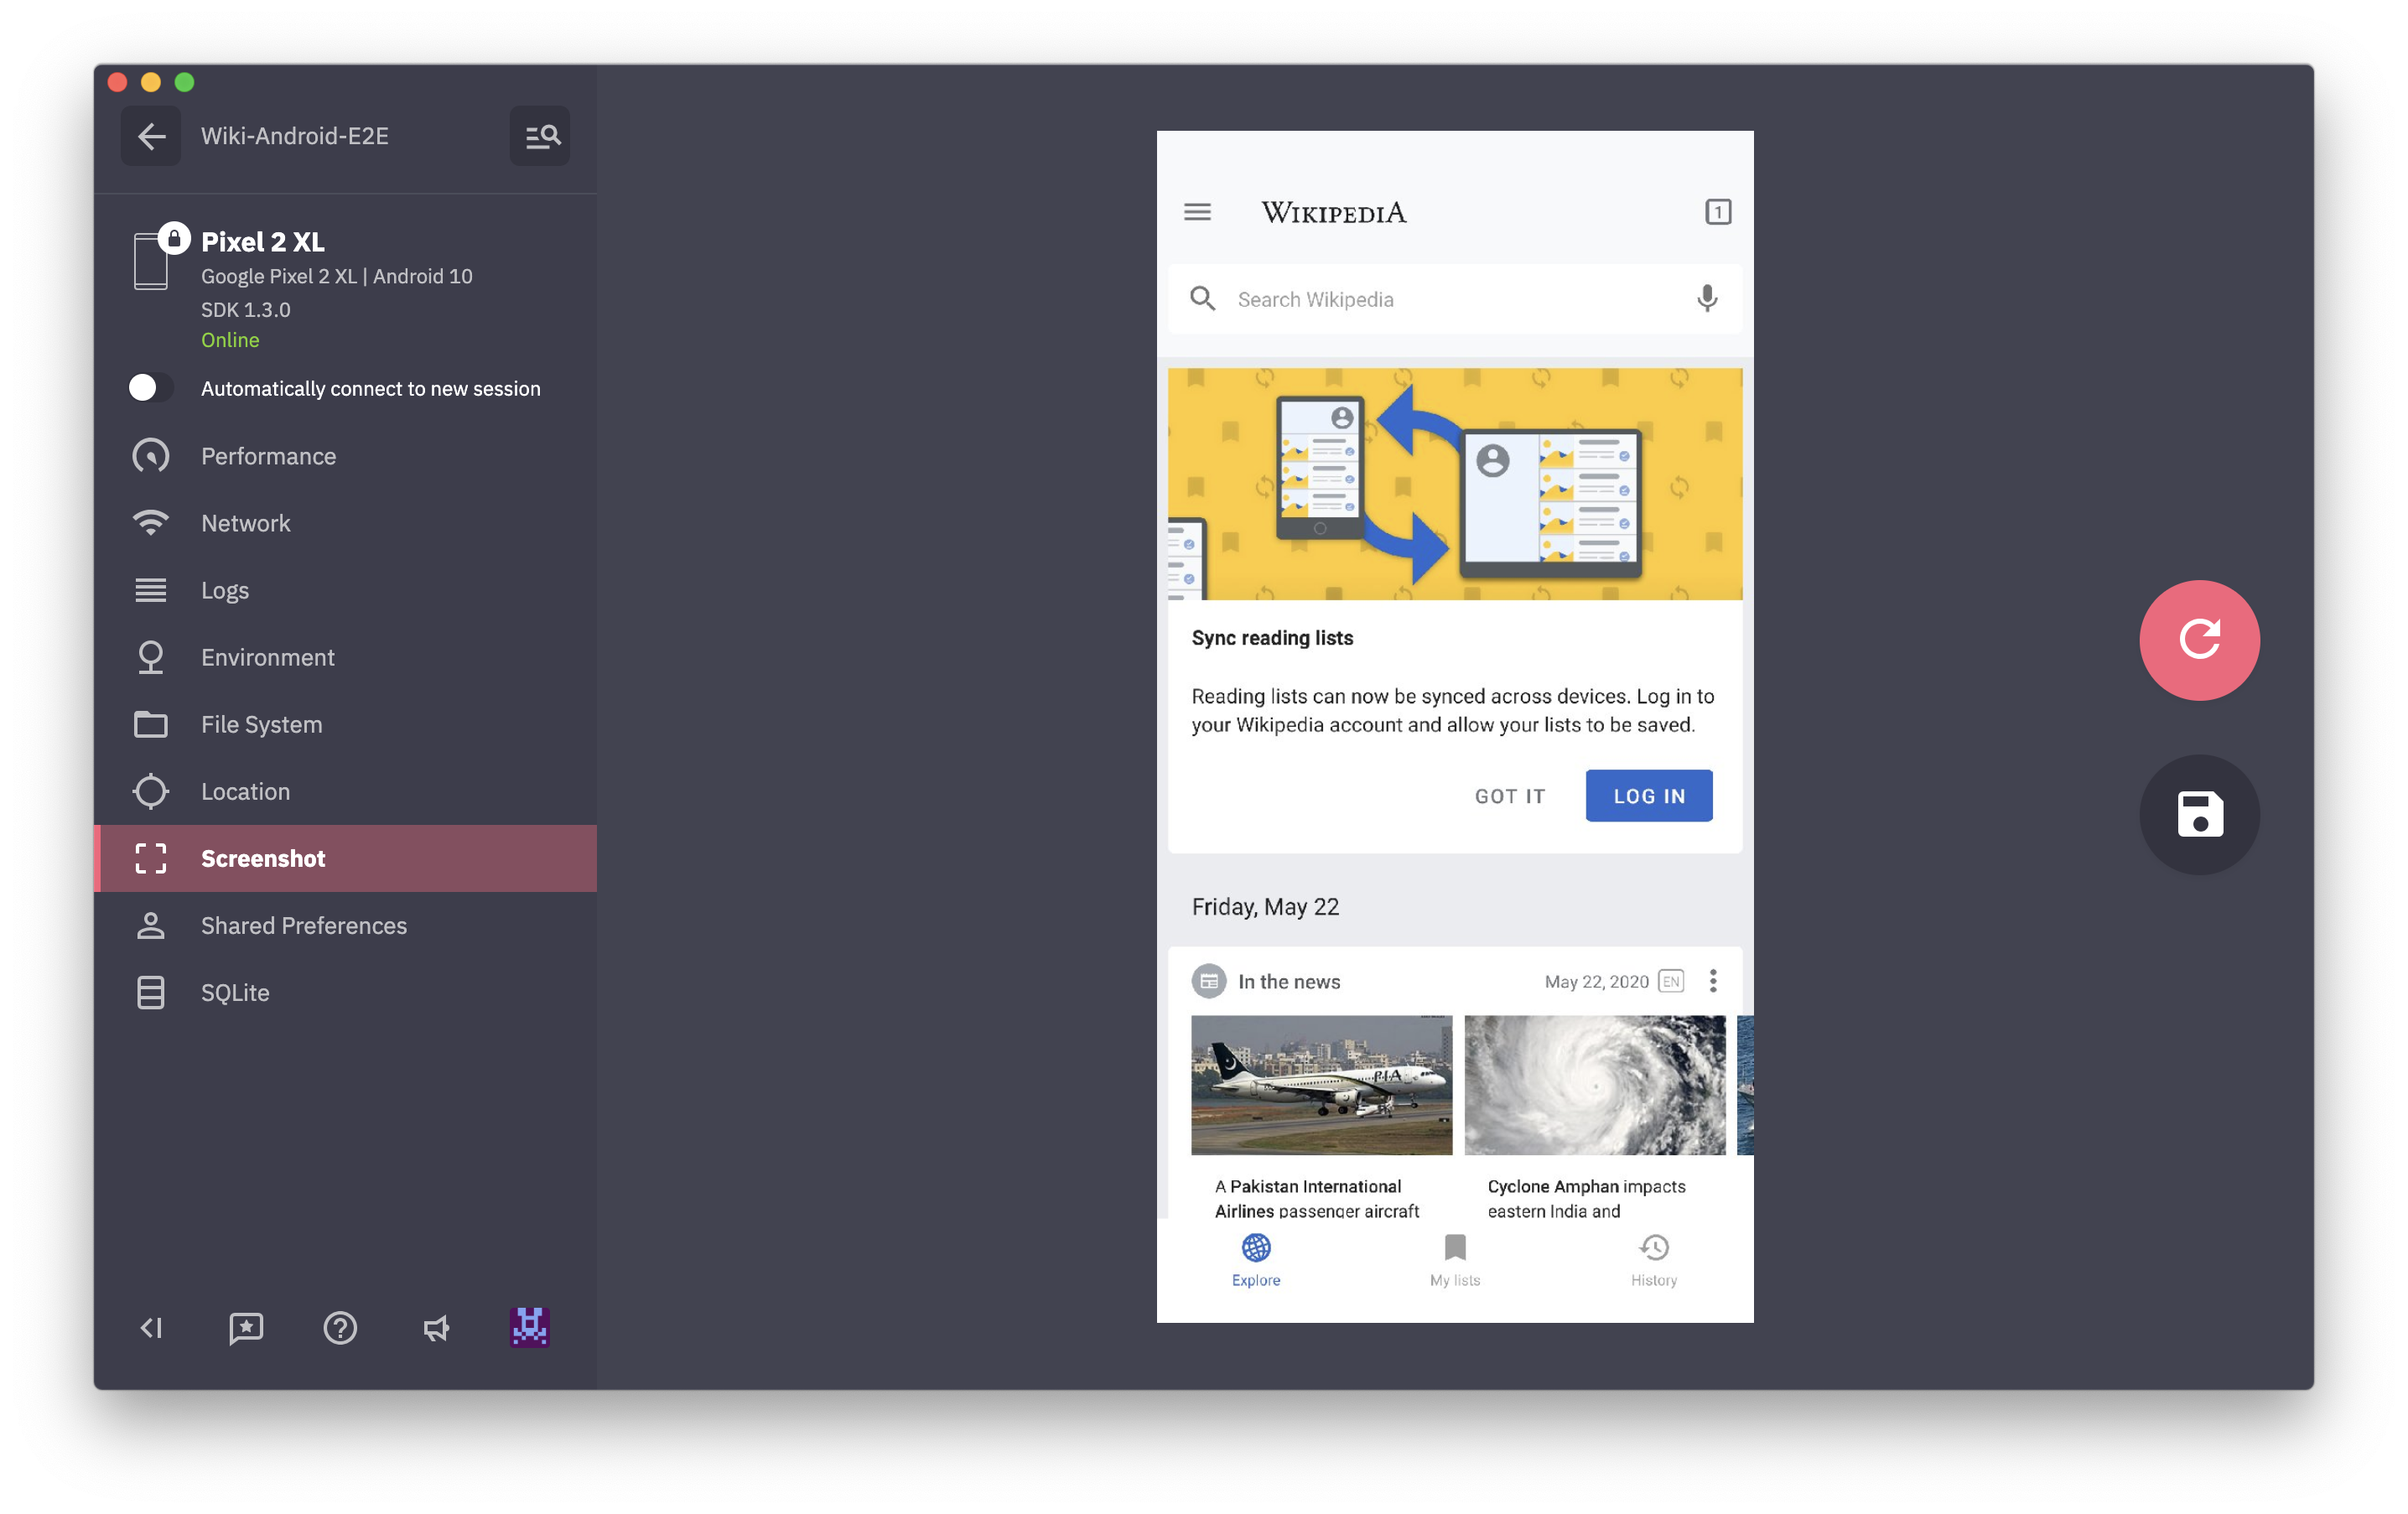 Wiki-Android-E2E
Pixel 2 XL
Google Pixel 2 XL | Android 10
SDK 1.3.0
Online
Automatically connect to new session
Performance
Network
Logs
Environment
File System
Location
Screenshot
Shared Preferences
SQLite
WIKIPEDIA
1
Search Wikipedia
Sync reading lists
Reading lists can now be synced across devices. Log in to
your Wikipedia account and allow your lists to be saved.
GOT IT
LOG IN
Friday, May 22
In the news
May 22, 2020 EN
PIA
A Pakistan International
Airlines passenger aircraft
Cyclone Amphan impacts
eastern India and
Explore
My lists
History